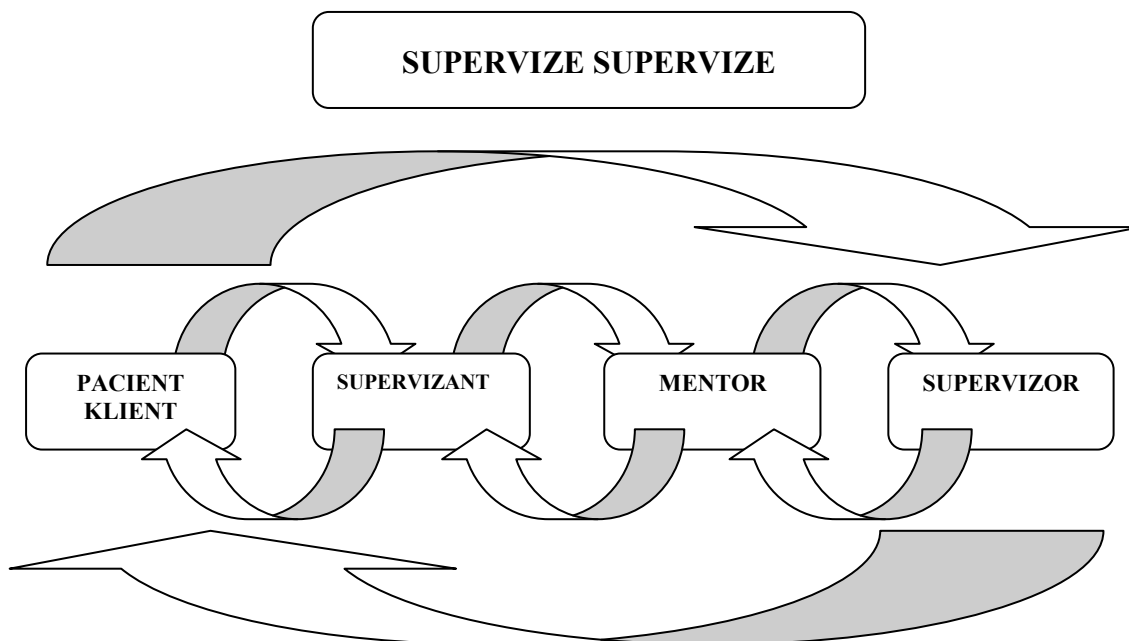 SUPERVIZE SUPERVIZE
PACIENT
KLIENT
SUPERVIZANT
MENTOR
SUPERVIZOR